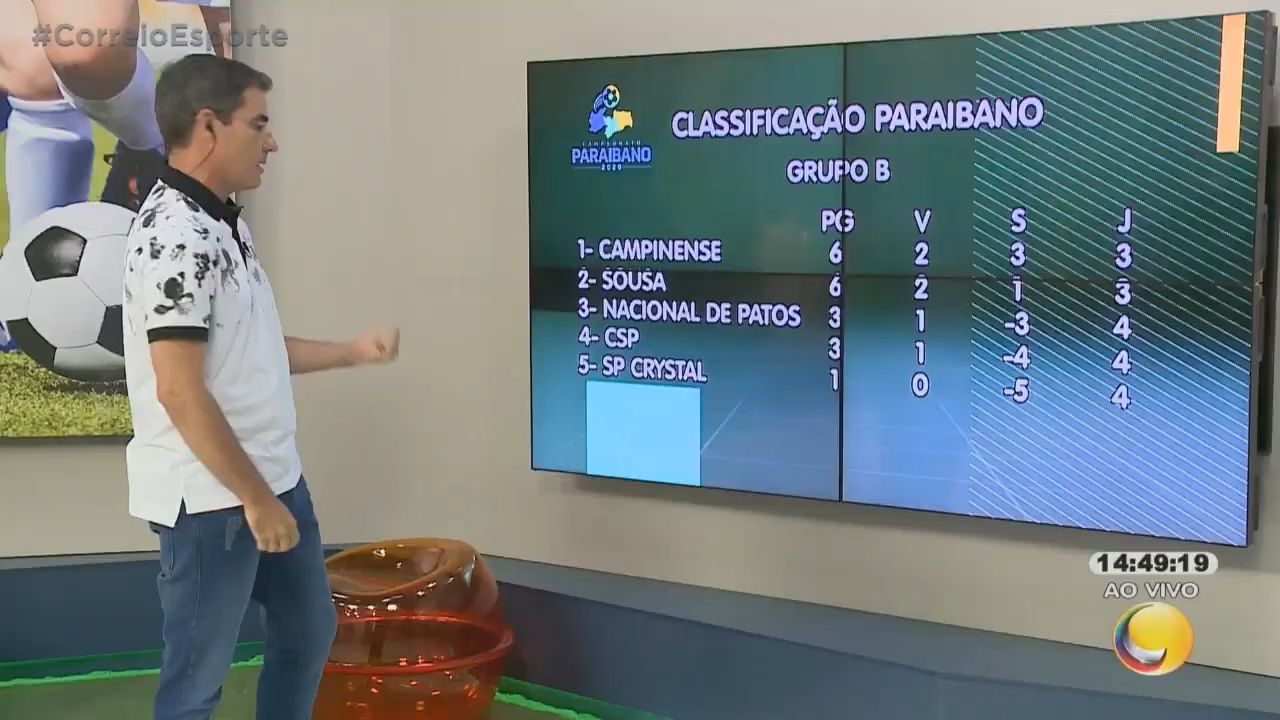 #CorreioEsporte
CAMPEONATO
PARAIBANO
2020
CLASSIFICAÇÃO PARAIBANO
GRUPO B
PG V S J
1- CAMPINENSE 6 2 3 3
2- SOUSA 6 2 1 3
3- NACIONAL DE PATOS 3 1 -3 4
4- CSP 3 1 -4 4
5- SP CRYSTAL 1 0 -5 4
14:49:19
AO VIVO